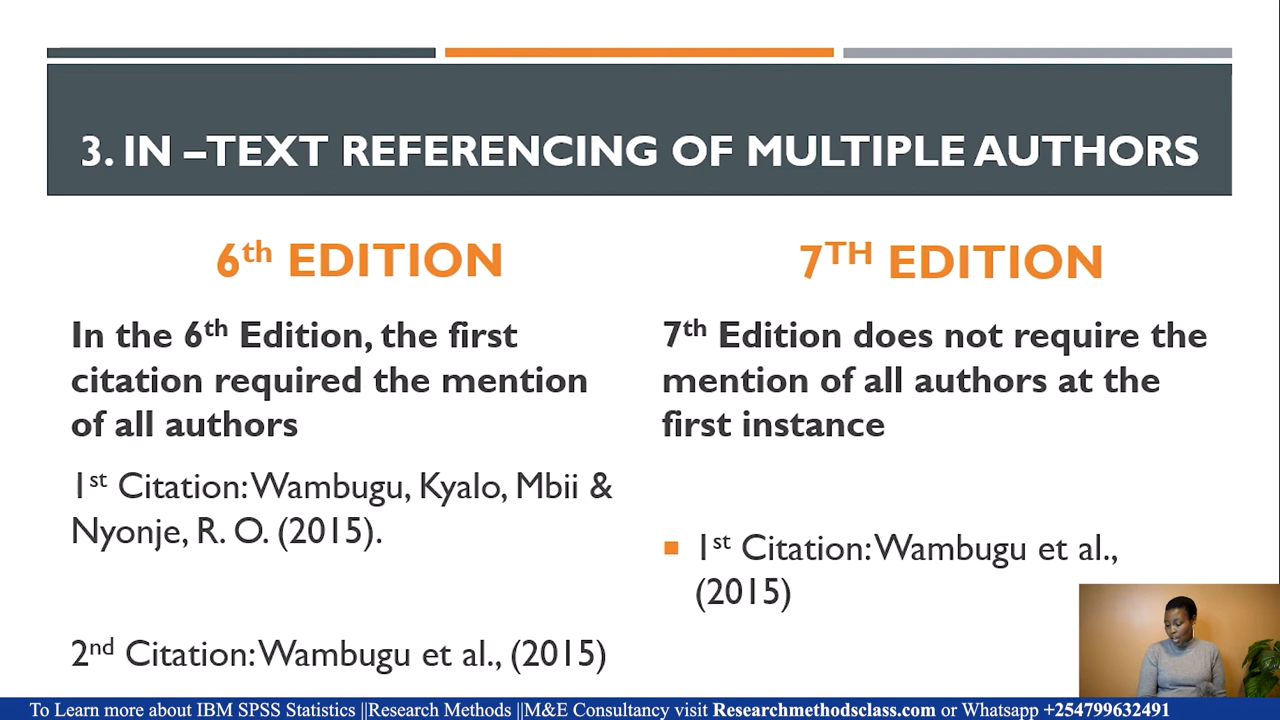 3. IN –TEXT REFERENCING OF MULTIPLE AUTHORS
6th EDITION
In the 6th Edition, the first
citation required the mention
of all authors
1st Citation: Wambugu, Kyalo, Mbii &
Nyonje, R. O. (2015).
2nd Citation: Wambugu et al., (2015)
7TH EDITION
7th Edition does not require the
mention of all authors at the
first instance
1st Citation: Wambugu et al.,
(2015)
To Learn more about IBM SPSS Statistics ||Research Methods ||M&E Consultancy visit Researchmethodsclass.com or Whatsapp +254799632491